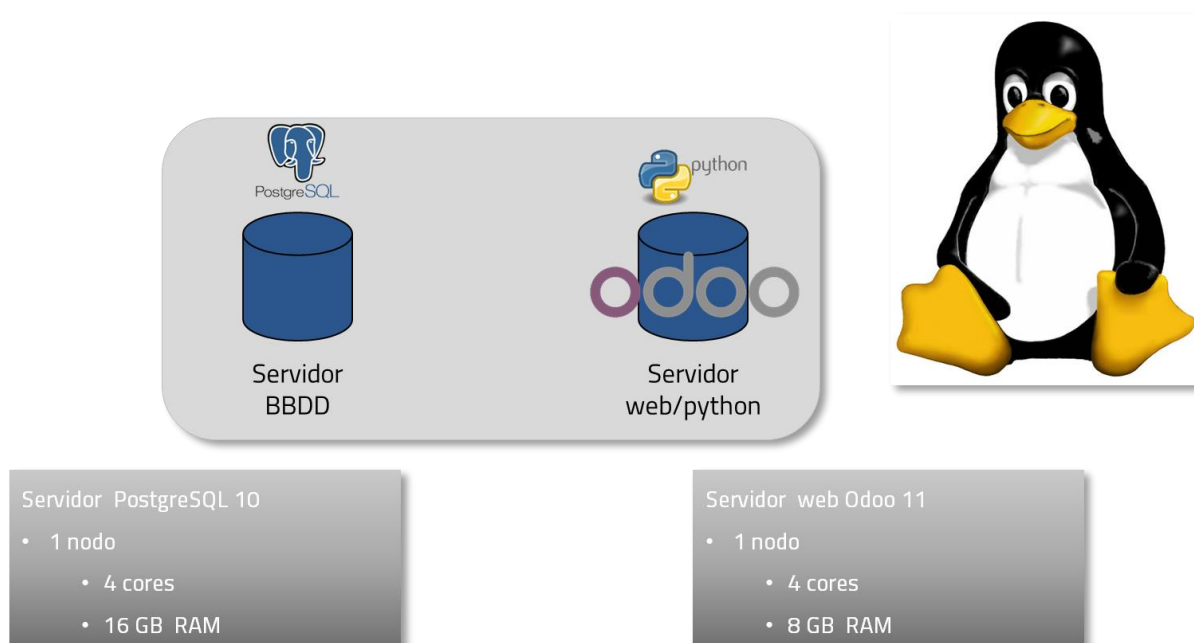 PostgreSQL
python
odoo
Servidor
BBDD
Servidor
web/python
Servidor PostgreSQL 10
• 1 nodo
• 4 cores
• 16 GB RAM
Servidor web Odoo 11
• 1 nodo
• 4 cores
• 8 GB RAM